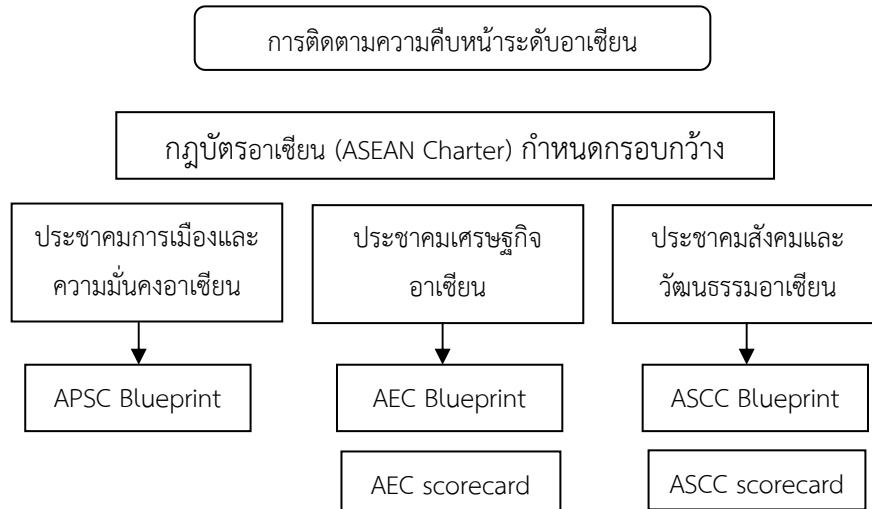 การติดตามความคืบหน้าระดับอาเซียน
กฎบัตรอาเซียน (ASEAN Charter) กำหนดกรอบกว้าง
ประชาคมการเมืองและ
ความมั่นคงอาเซียน
ประชาคมเศรษฐกิจ
อาเซียน
ประชาคมสังคมและ
วัฒนธรรมอาเซียน
APSC Blueprint
AEC Blueprint
ASCC Blueprint
AEC scorecard
ASCC scorecard